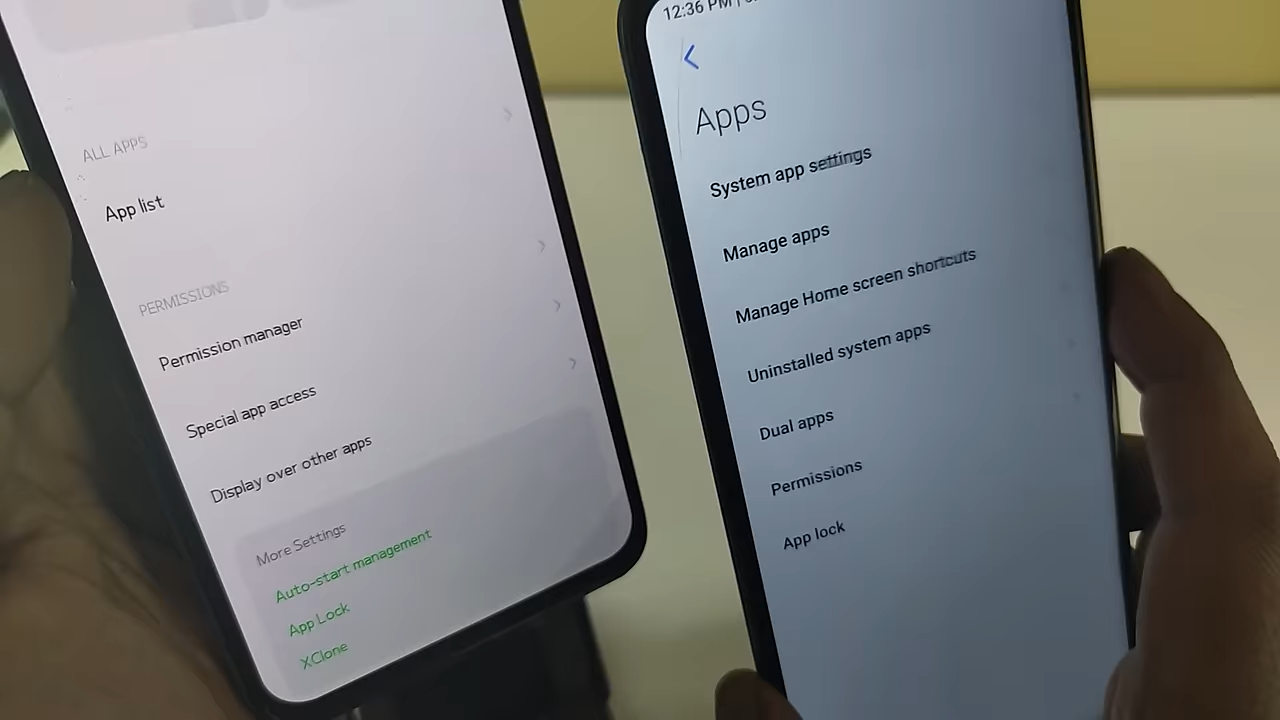 ALL APPS
App list
PERMISSIONS
Permission manager
Special app access
Display over other apps
More Settings
Auto-start management
App Lock
XClone
12:36 PM
Apps
System app settings
Manage apps
Manage Home screen shortcuts
Uninstalled system apps
Dual apps
Permissions
App lock